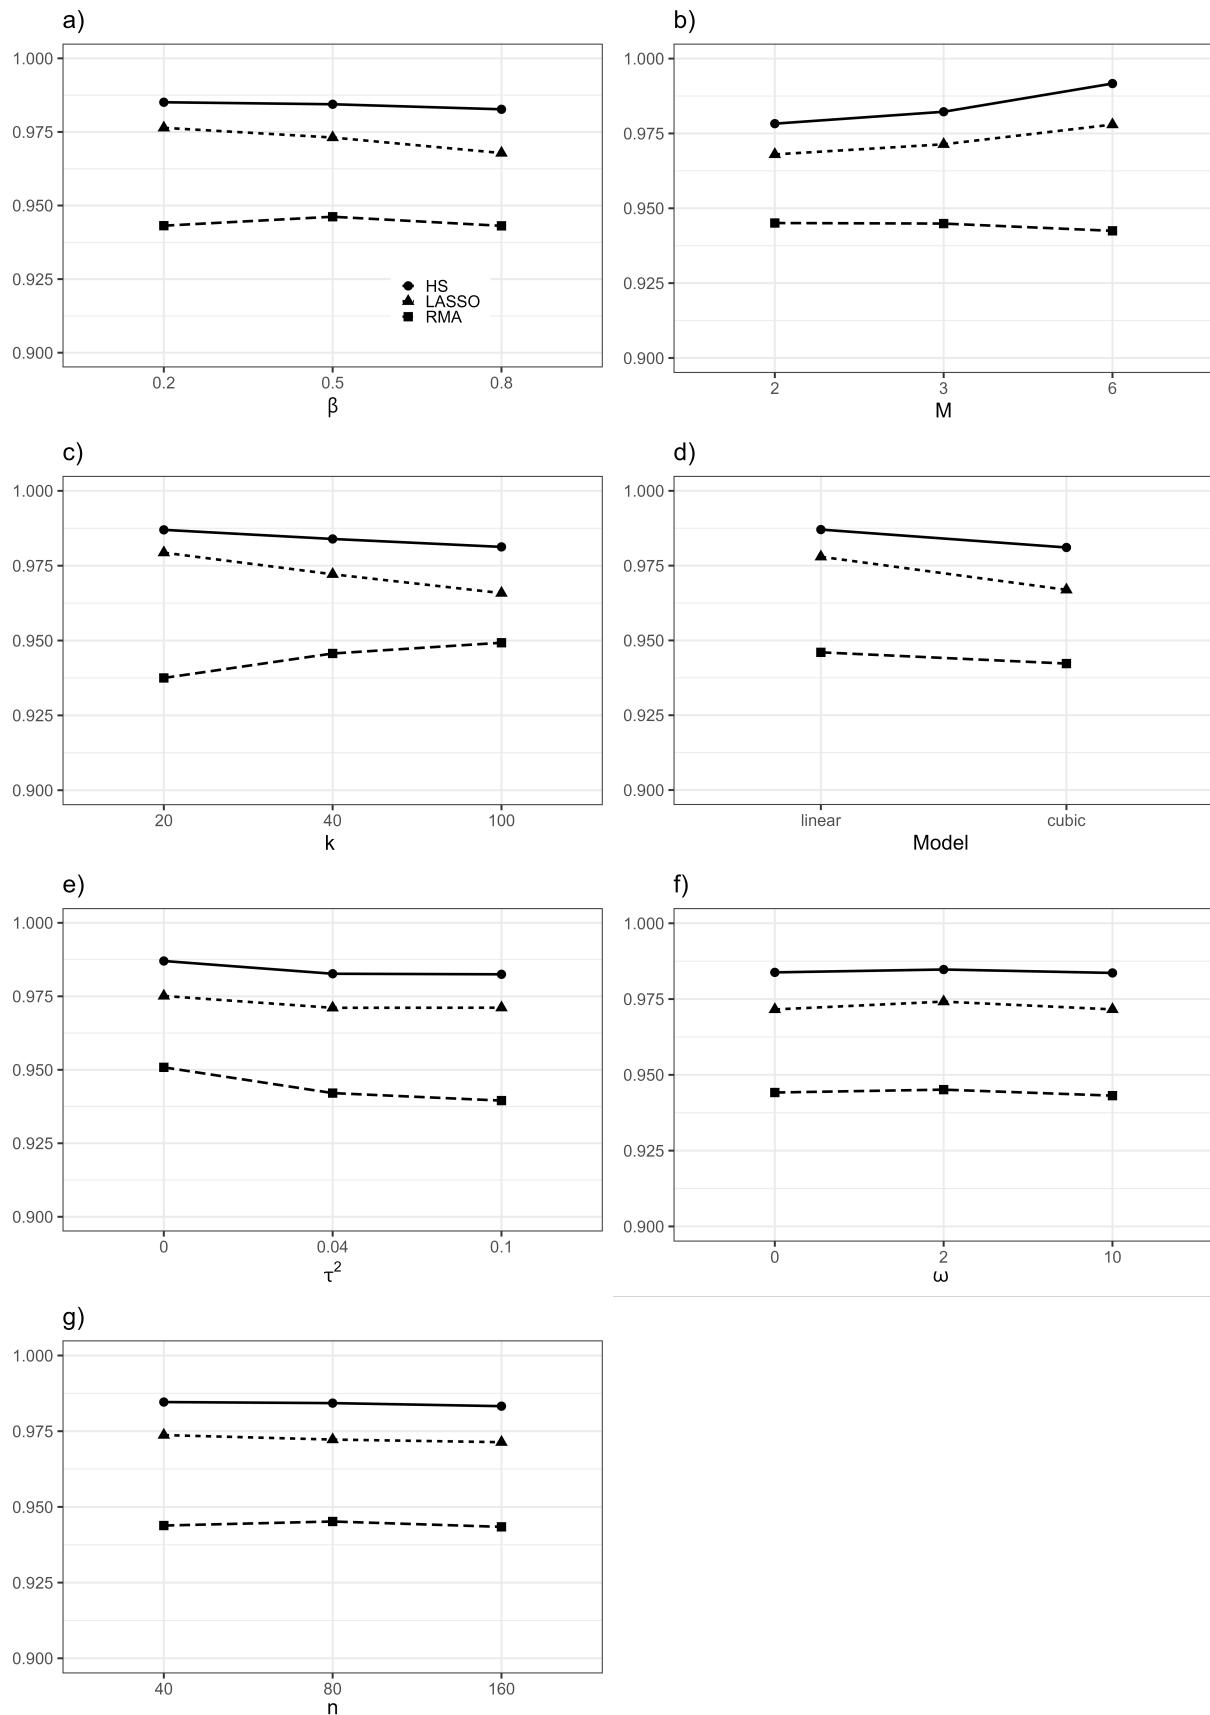 a)
1.000
0.975
0.950
0.925
0.900
HS
LASSO
RMA
0.2 0.5 0.8
β
b)
1.000
0.975
0.950
0.925
0.900
2 3 6
M
c)
1.000
0.975
0.950
0.925
0.900
20 40 100
k
d)
1.000
0.975
0.950
0.925
0.900
linear cubic
Model
e)
1.000
0.975
0.950
0.925
0.900
0 0.04 0.1
τ²
f)
1.000
0.975
0.950
0.925
0.900
0 2 10
ω
g)
1.000
0.975
0.950
0.925
0.900
40 80 160
n